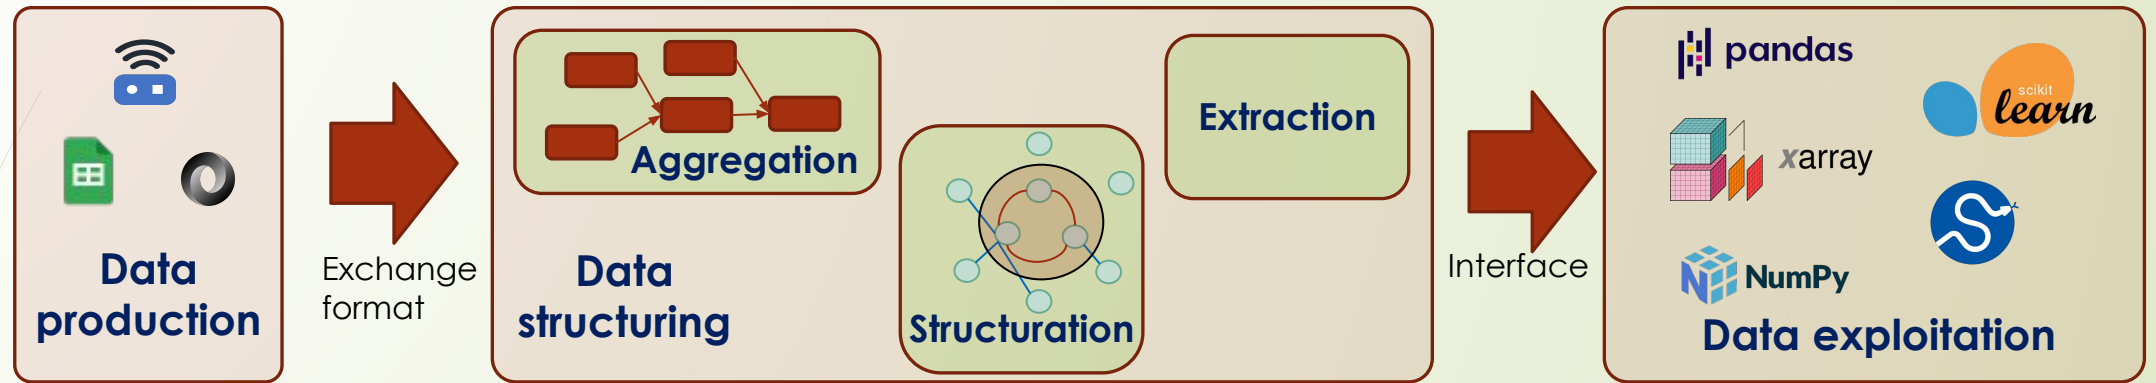 Data
production
Exchange
format
Aggregation
Data
structuring
Structuration
Extraction
Interface
pandas
scikit
learn
xarray
NumPy
Data exploitation